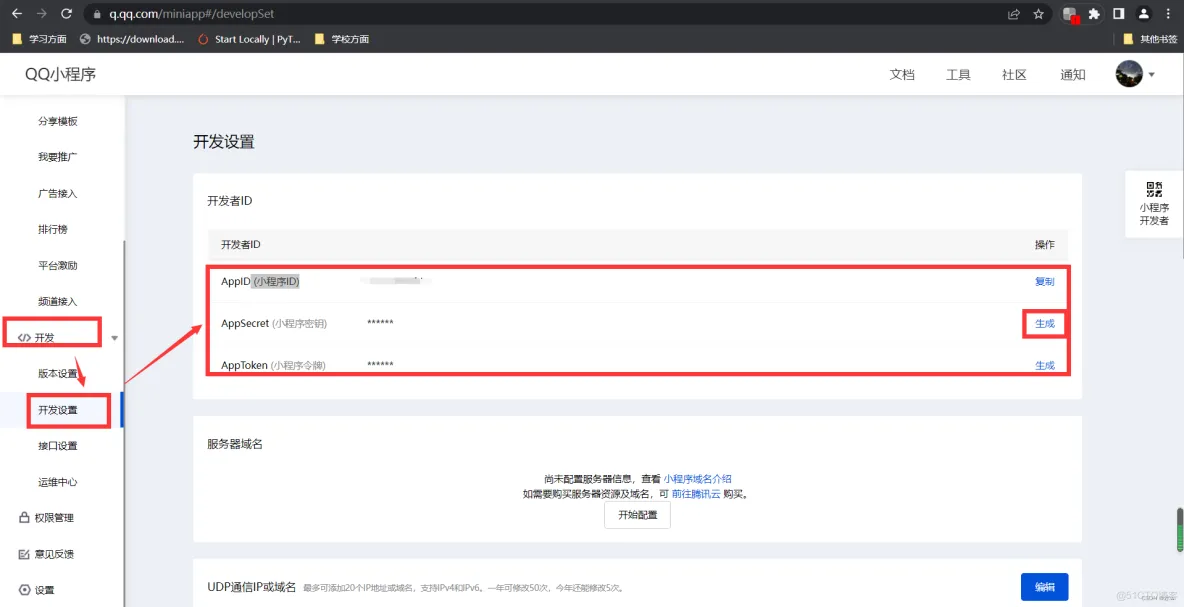 q.qq.com/miniapp#/developSet
学习方面 https://download.... Start Locally | PyT... 学校方面 其他书签
QQ小程序 文档 工具 社区 通知
分享模板
我要推广
广告接入
排行榜
平台激励
频道接入
</> 开发
版本设置
开发设置
接口设置
运维中心
权限管理
意见反馈
设置
开发设置
开发者ID
开发者ID 操作
AppID (小程序ID) 复制
AppSecret (小程序密钥) ****** 生成
AppToken (小程序令牌) ****** 生成
服务器域名
尚未配置服务器信息，查看 小程序域名介绍
如需要购买服务器资源及域名，可 前往腾讯云 购买。
开始配置
UDP通信IP或域名 最多可添加20个IP地址或域名，支持IPv4和IPv6。一年可修改50次，今年还能修改5次。 编辑
小程序
开发者